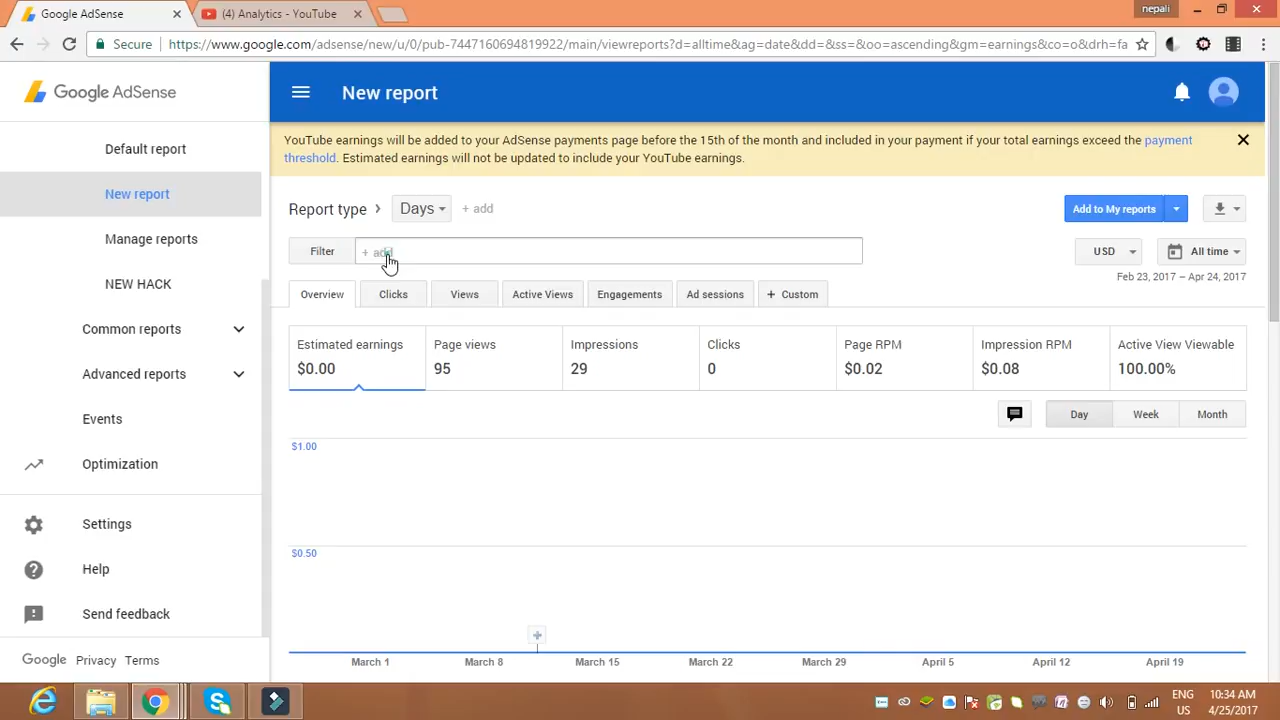 Google AdSense
(4) Analytics - YouTube
nepali
Secure
https://www.google.com/adsense/new/u/0/pub-7447160694819922/main/viewreports?d=alltime&ag=date&dd=&ss=&oo=ascending&gm=earnings&co=o&drh=fa
Google AdSense
New report
Default report
New report
Manage reports
NEW HACK
Common reports
Advanced reports
Events
Optimization
Settings
Help
Send feedback
Google Privacy Terms
YouTube earnings will be added to your AdSense payments page before the 15th of the month and included in your payment if your total earnings exceed the payment
threshold. Estimated earnings will not be updated to include your YouTube earnings.
Report type › Days + add
Add to My reports
Filter + add
USD All time
Feb 23, 2017 – Apr 24, 2017
Overview Clicks Views Active Views Engagements Ad sessions + Custom
Estimated earnings Page views Impressions Clicks Page RPM Impression RPM Active View Viewable
$0.00 95 29 0 $0.02 $0.08 100.00%
Day Week Month
$1.00
$0.50
March 1 March 8 March 15 March 22 March 29 April 5 April 12 April 19
ENG 10:34 AM
US 4/25/2017